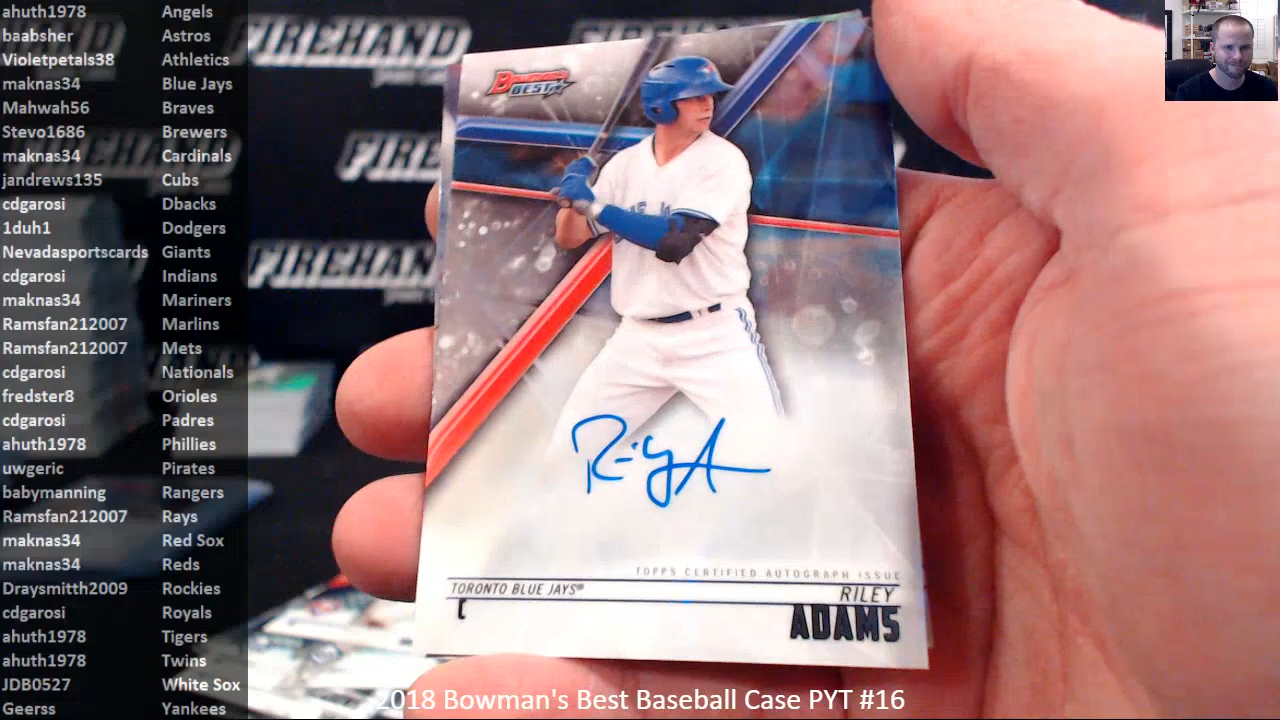 ahuth1978 Angels
baabsher Astros
Violetpetals38 Athletics
maknas34 Blue Jays
Mahwah56 Braves
Stevo1686 Brewers
maknas34 Cardinals
jandrews135 Cubs
cdgarosi Dbacks
1duh1 Dodgers
Nevadasportscards Giants
cdgarosi Indians
maknas34 Mariners
Ramsfan212007 Marlins
Ramsfan212007 Mets
cdgarosi Nationals
fredster8 Orioles
cdgarosi Padres
ahuth1978 Phillies
uwgeric Pirates
babymanning Rangers
Ramsfan212007 Rays
maknas34 Red Sox
maknas34 Reds
Draysmitth2009 Rockies
cdgarosi Royals
ahuth1978 Tigers
ahuth1978 Twins
JDB0527 White Sox
Geerss Yankees
FIREHAND
FIREHAND
FIREHAND
BOWMAN'S
BEST
Riley A
TOPPS CERTIFIED AUTOGRAPH ISSUE
TORONTO BLUE JAYS®
RILEY
C
ADAMS
2018 Bowman's Best Baseball Case PYT #16